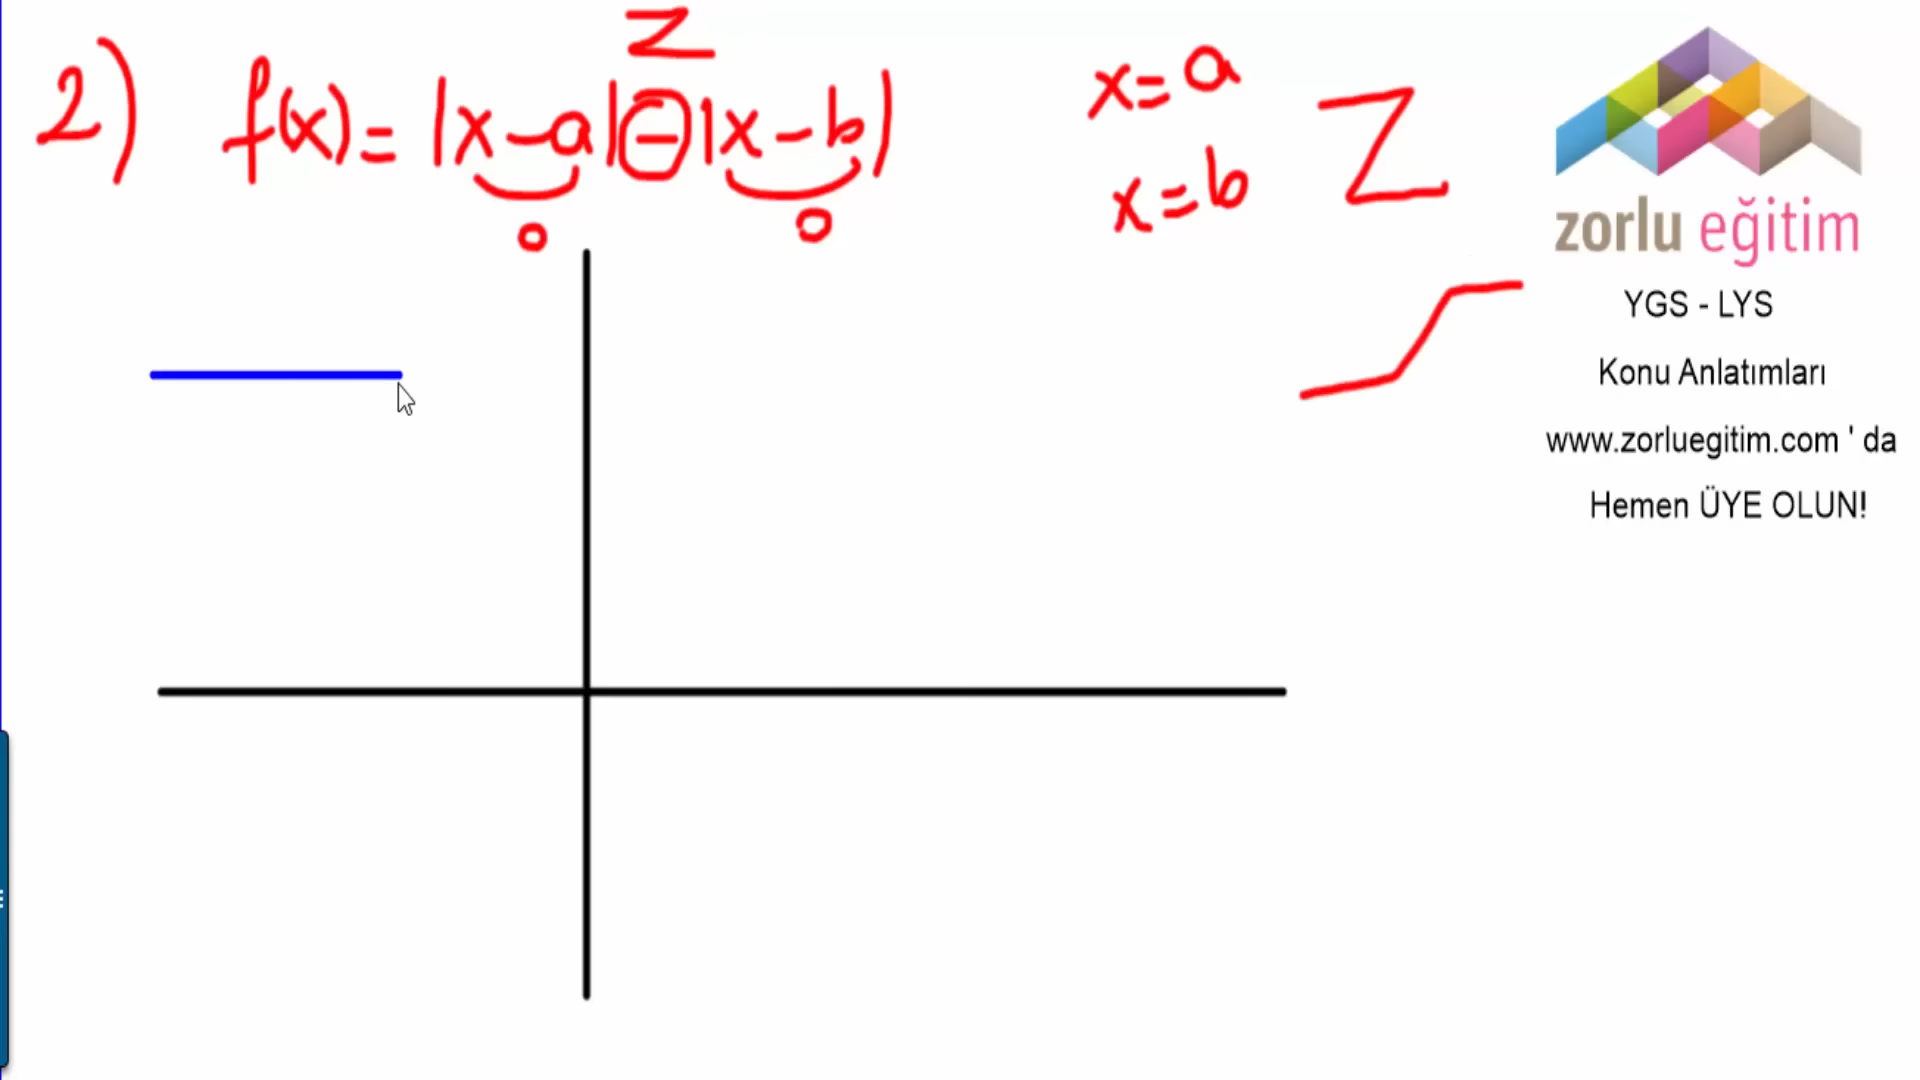 Z
2) f(x) = |x-a| - |x-b|
0 0
x = a
x = b
Z
zorlu eğitim
YGS - LYS
Konu Anlatımları
www.zorluegitim.com ' da
Hemen ÜYE OLUN!